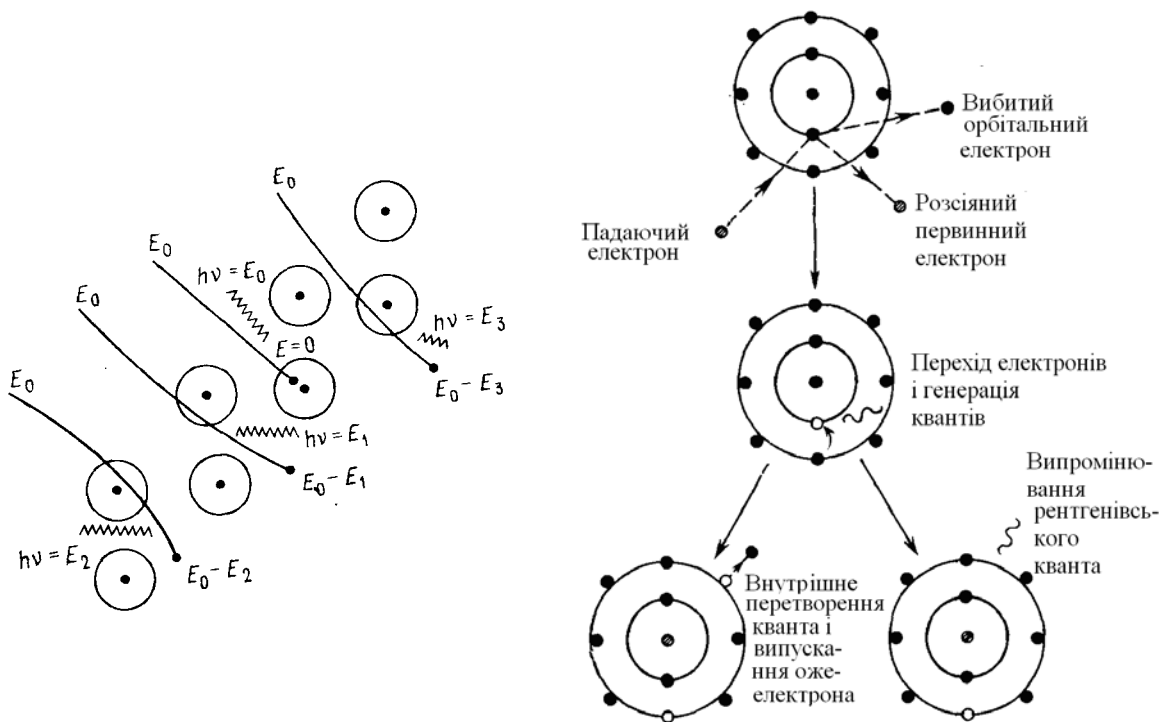 E₀
E₀
hν = E₀
E₀
hν = E₃
E = 0
E₀ – E₃
E₀
hν = E₁
E₀ – E₁
hν = E₂
E₀ – E₂
Вибитий
орбітальний
електрон
Розсіяний
первинний
електрон
Падаючий
електрон
Перехід електронів
і генерація
квантів
Випроміню-
вання
рентгенівсь-
кого
кванта
Внутрішне
перетворення
кванта і
випуска-
ння оже-
електрона